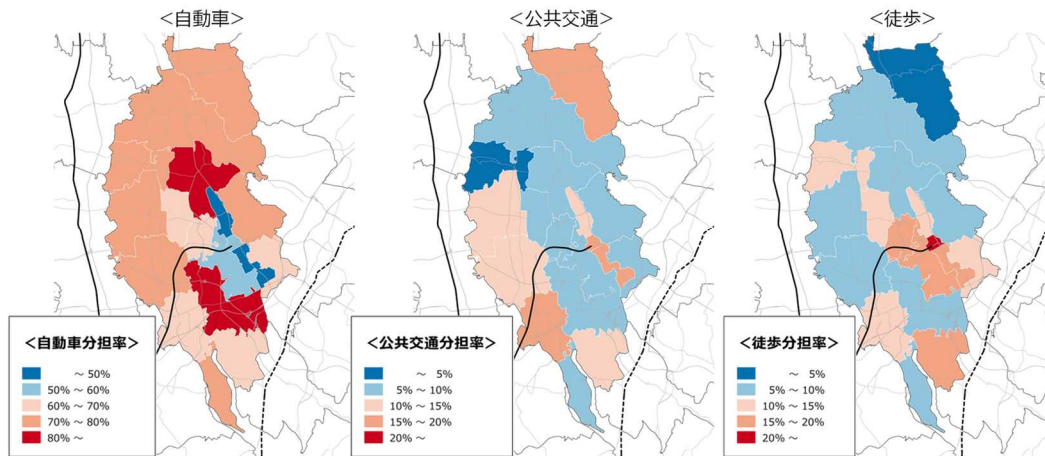 ＜自動車＞
＜公共交通＞
＜徒歩＞
＜自動車分担率＞
～ 50%
50% ～ 60%
60% ～ 70%
70% ～ 80%
80% ～
＜公共交通分担率＞
～ 5%
5% ～ 10%
10% ～ 15%
15% ～ 20%
20% ～
＜徒歩分担率＞
～ 5%
5% ～ 10%
10% ～ 15%
15% ～ 20%
20% ～